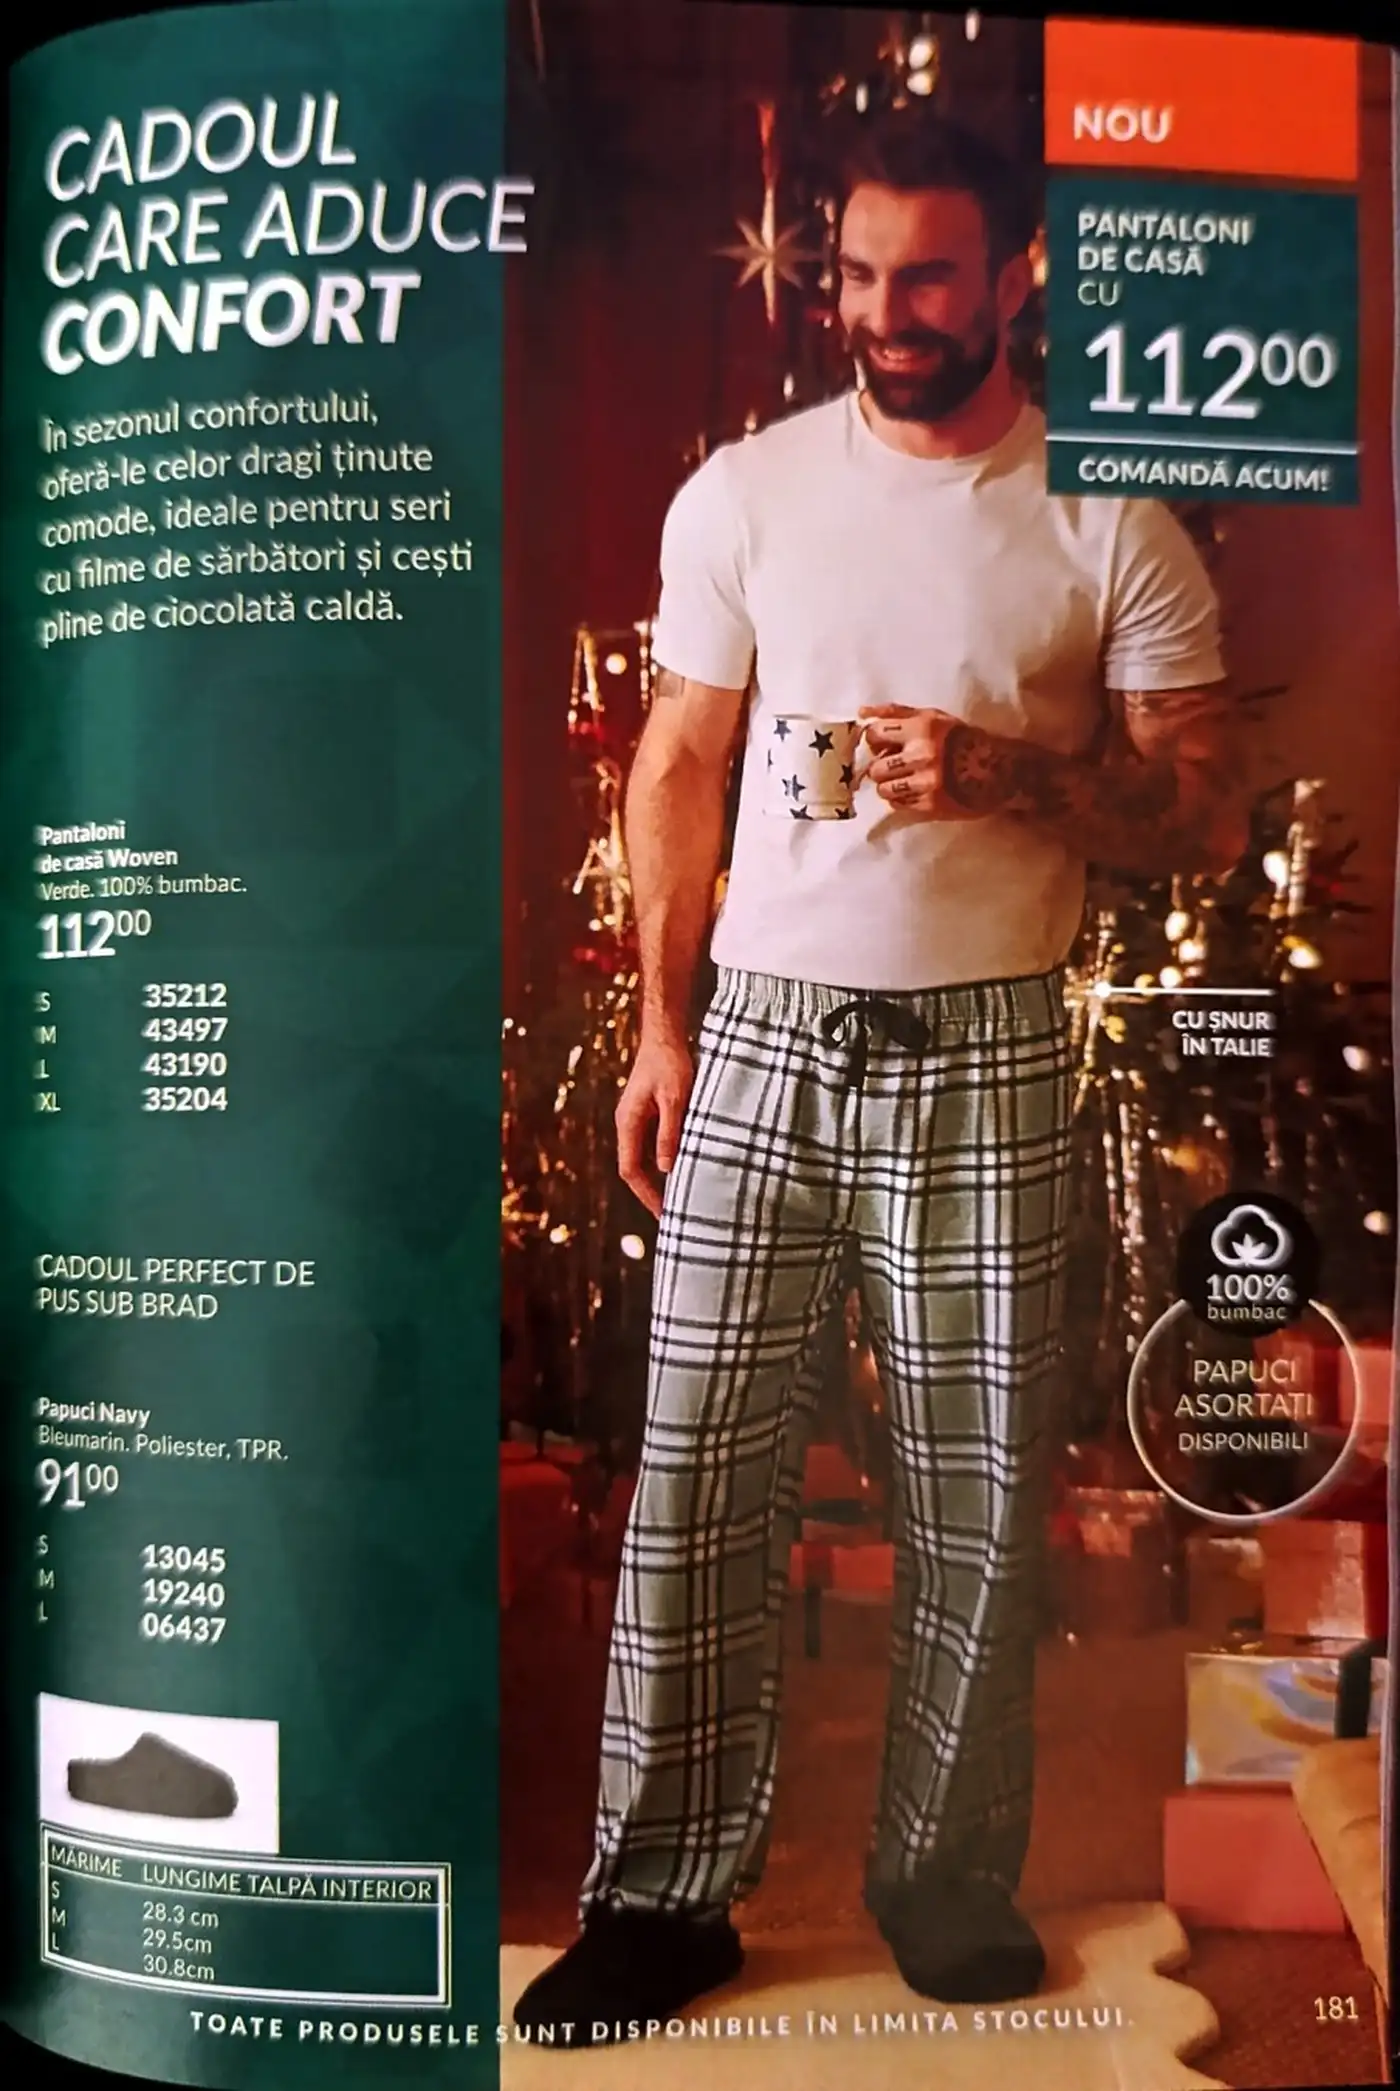 CADOUL
CARE ADUCE
CONFORT
În sezonul confortului,
oferă-le celor dragi ținute
comode, ideale pentru seri
cu filme de sărbători și cești
pline de ciocolată caldă.
Pantaloni
de casă Woven
Verde. 100% bumbac.
112⁰⁰
S 35212
M 43497
L 43190
XL 35204
CADOUL PERFECT DE
PUS SUB BRAD
Papuci Navy
Bleumarin. Poliester, TPR.
91⁰⁰
S 13045
M 19240
L 06437
MĂRIME LUNGIME TALPĂ INTERIOR
S 28.3 cm
M 29.5cm
L 30.8cm
NOU
PANTALONI
DE CASĂ
CU
112⁰⁰
COMANDĂ ACUM!
CU ȘNUR
ÎN TALIE
100%
bumbac
PAPUCI
ASORTAȚI
DISPONIBILI
TOATE PRODUSELE SUNT DISPONIBILE ÎN LIMITA STOCULUI.
181